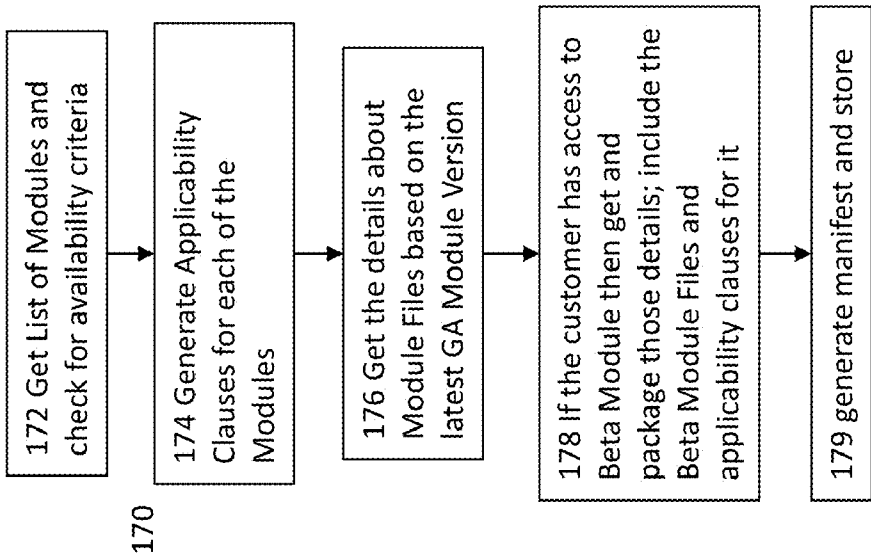 170
172 Get List of Modules and
check for availability criteria
174 Generate Applicability
Clauses for each of the
Modules
176 Get the details about
Module Files based on the
latest GA Module Version
178 If the customer has access to
Beta Module then get and
package those details; include the
Beta Module Files and
applicability clauses for it
179 generate manifest and store